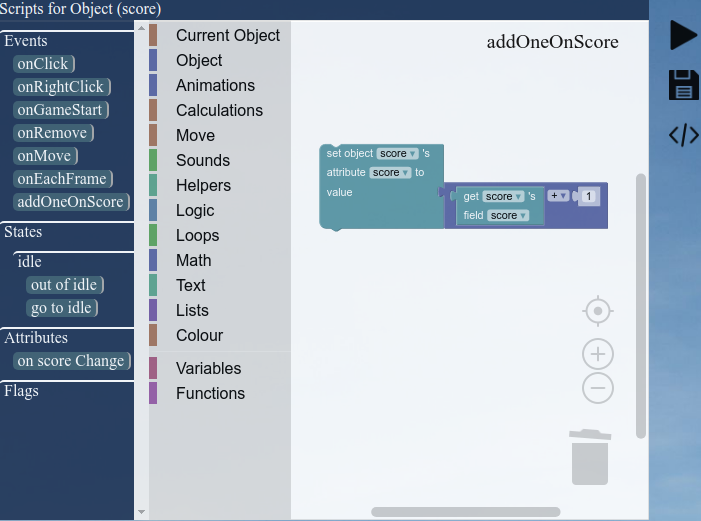 Scripts for Object (score)
Events
onClick
onRightClick
onGameStart
onRemove
onMove
onEachFrame
addOneOnScore
States
idle
out of idle
go to idle
Attributes
on score Change
Flags
Current Object
Object
Animations
Calculations
Move
Sounds
Helpers
Logic
Loops
Math
Text
Lists
Colour
Variables
Functions
addOneOnScore
set object score ▾ 's
attribute score ▾ to
value
get score ▾ 's
field score ▾
+ ▾
1
</>